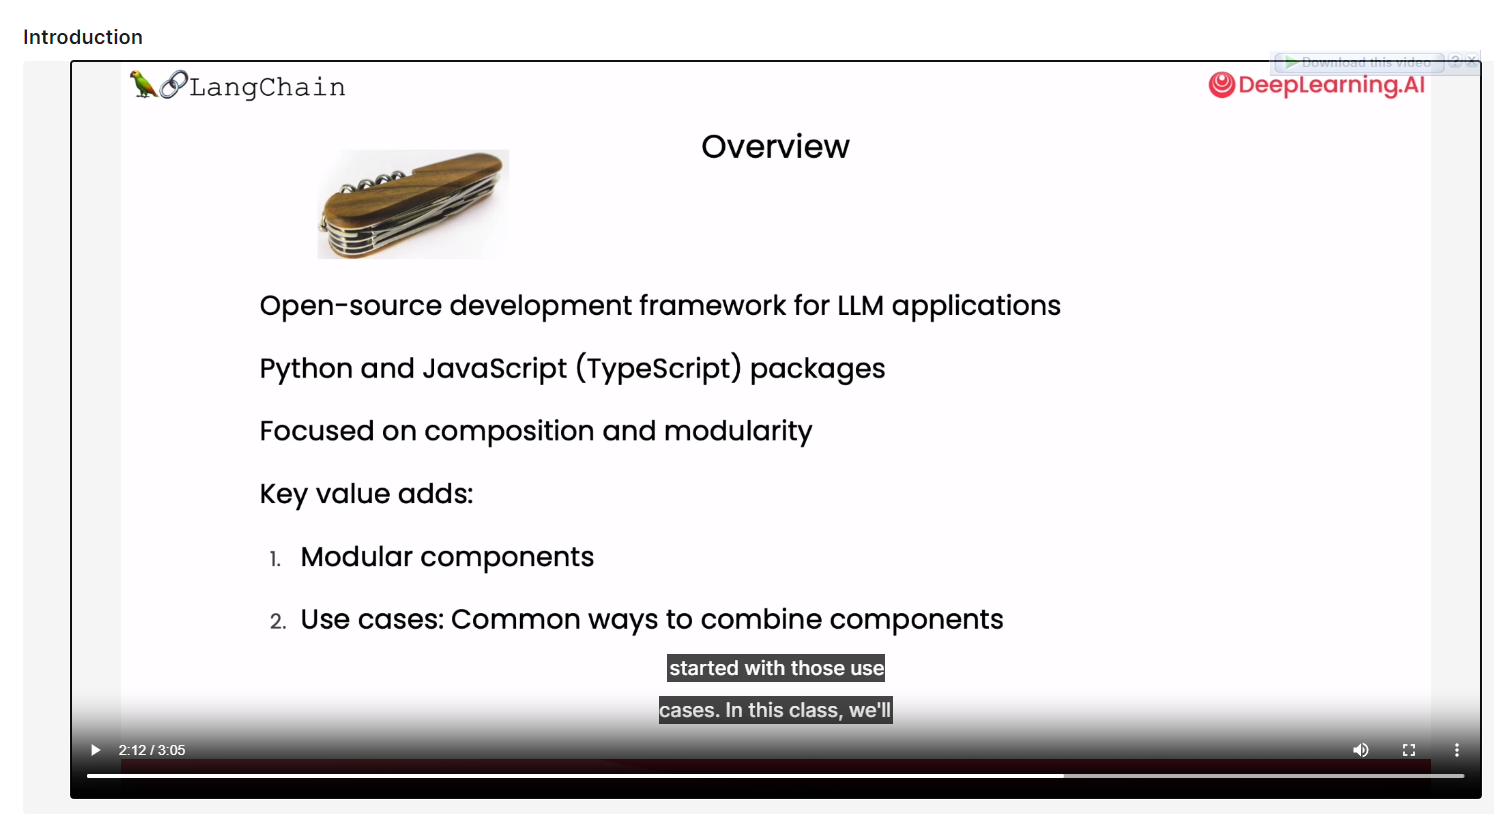 Introduction
Download this video
LangChain
DeepLearning.AI
Overview
Open-source development framework for LLM applications
Python and JavaScript (TypeScript) packages
Focused on composition and modularity
Key value adds:
1. Modular components
2. Use cases: Common ways to combine components
started with those use
cases. In this class, we'll
2:12 / 3:05